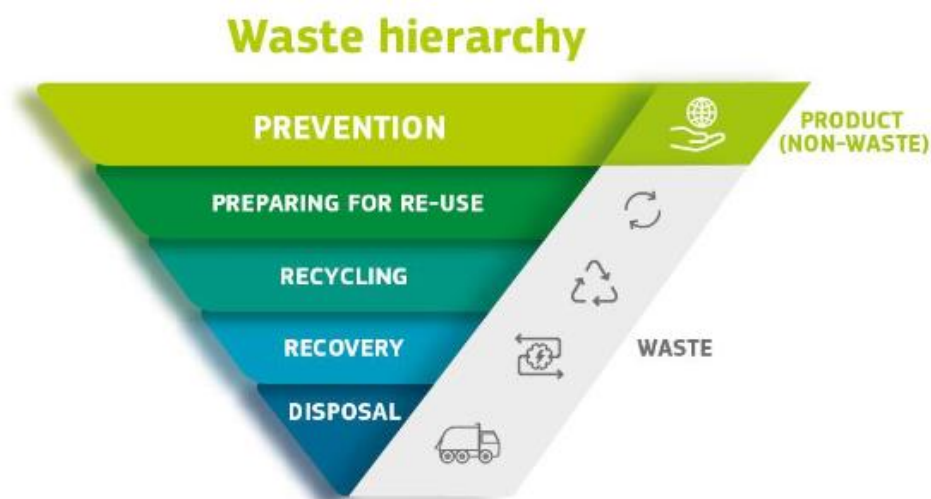 Waste hierarchy
PREVENTION
PRODUCT
(NON-WASTE)
PREPARING FOR RE-USE
RECYCLING
RECOVERY
WASTE
DISPOSAL